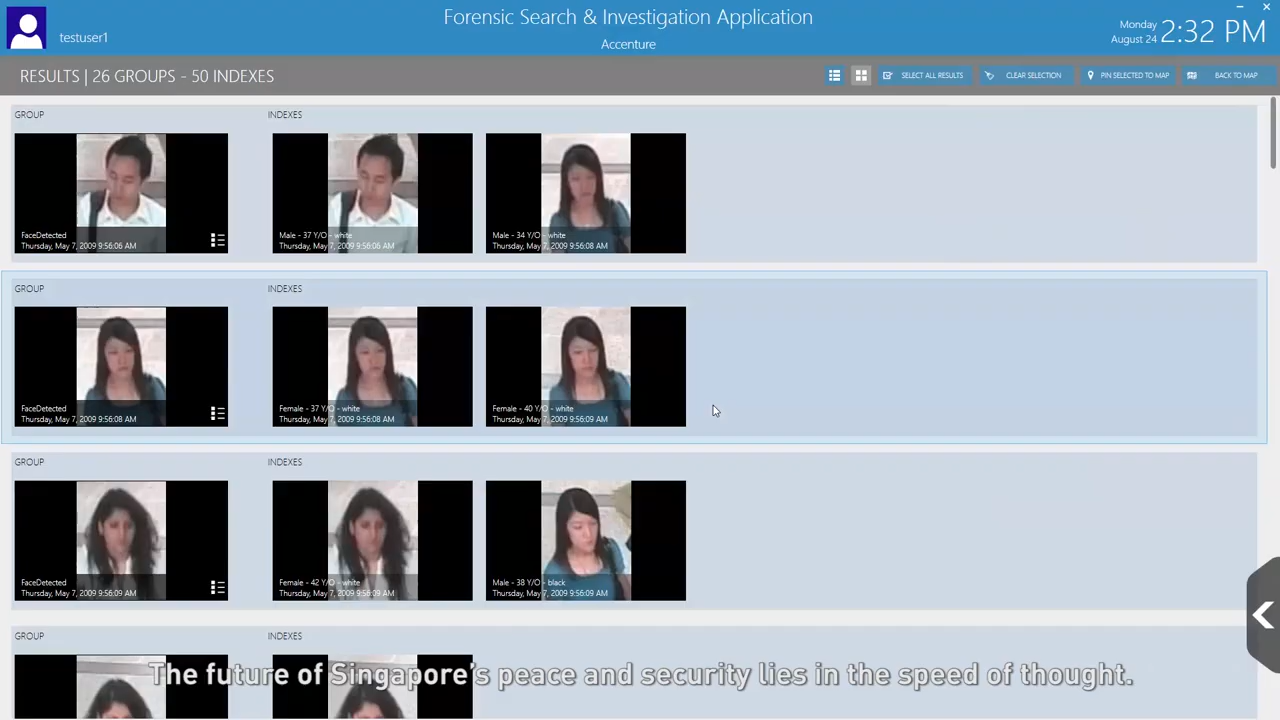 testuser1
Forensic Search & Investigation Application
Accenture
Monday
August 24
2:32 PM
RESULTS | 26 GROUPS - 50 INDEXES
SELECT ALL RESULTS
CLEAR SELECTION
PIN SELECTED TO MAP
BACK TO MAP
GROUP
INDEXES
FaceDetected
Thursday, May 7, 2009 9:56:06 AM
Male - 37 Y/O - white
Thursday, May 7, 2009 9:56:06 AM
Male - 34 Y/O - white
Thursday, May 7, 2009 9:56:08 AM
GROUP
INDEXES
FaceDetected
Thursday, May 7, 2009 9:56:08 AM
Female - 37 Y/O - white
Thursday, May 7, 2009 9:56:08 AM
Female - 40 Y/O - white
Thursday, May 7, 2009 9:56:09 AM
GROUP
INDEXES
FaceDetected
Thursday, May 7, 2009 9:56:09 AM
Female - 42 Y/O - white
Thursday, May 7, 2009 9:56:09 AM
Male - 38 Y/O - black
Thursday, May 7, 2009 9:56:09 AM
GROUP
INDEXES
The future of Singapore's peace and security lies in the speed of thought.